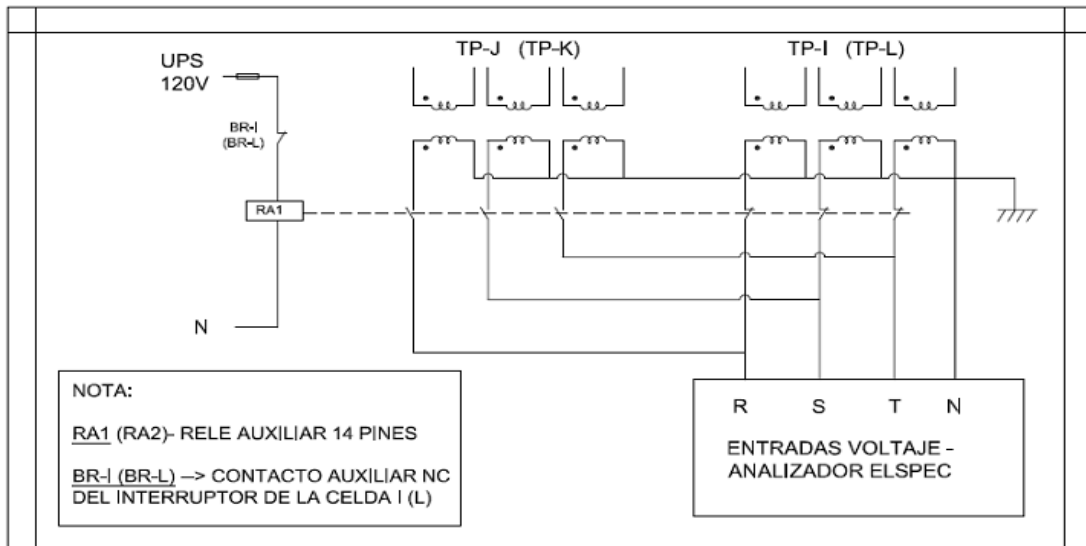 UPS
120V
BR-I
(BR-L)
RA1
N
TP-J (TP-K)
TP-I (TP-L)
NOTA:
RA1 (RA2)- RELE AUXILIAR 14 PINES
BR-I (BR-L) --> CONTACTO AUXILIAR NC
DEL INTERRUPTOR DE LA CELDA I (L)
R S T N
ENTRADAS VOLTAJE -
ANALIZADOR ELSPEC